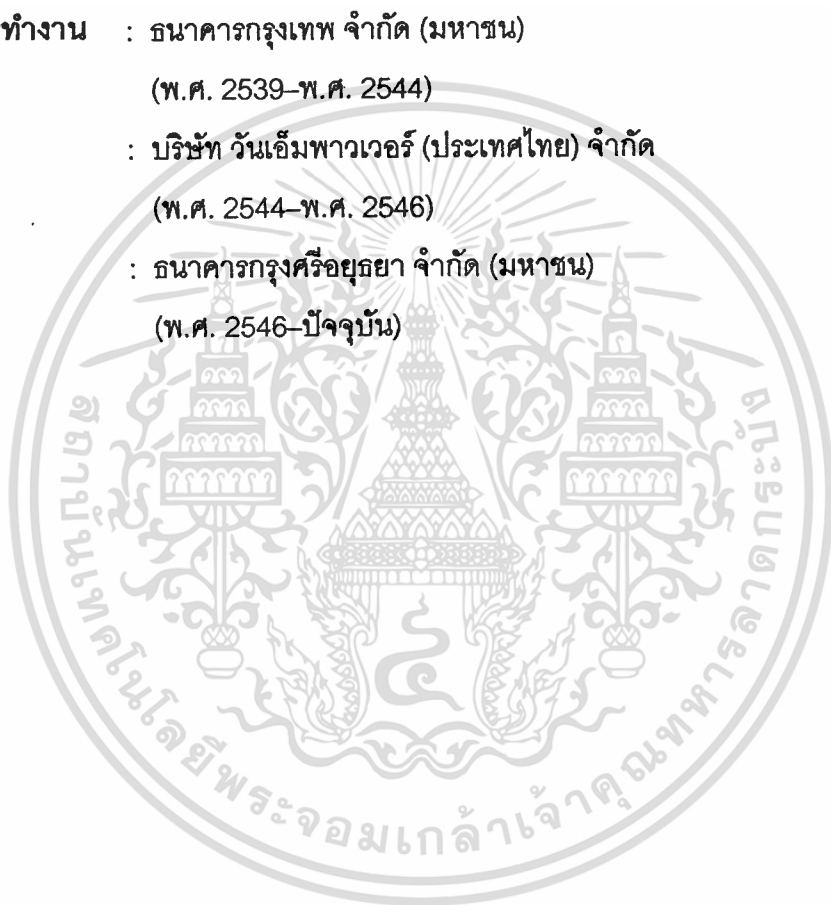 ทำงาน : ธนาคารกรุงเทพ จำกัด (มหาชน)
(พ.ศ. 2539–พ.ศ. 2544)
: บริษัท วันเอ็มพาวเวอร์ (ประเทศไทย) จำกัด
(พ.ศ. 2544–พ.ศ. 2546)
: ธนาคารกรุงศรีอยุธยา จำกัด (มหาชน)
(พ.ศ. 2546–ปัจจุบัน)
สถาบันเทคโนโลยีพระจอมเกล้าเจ้าคุณทหารลาดกระบัง
๔